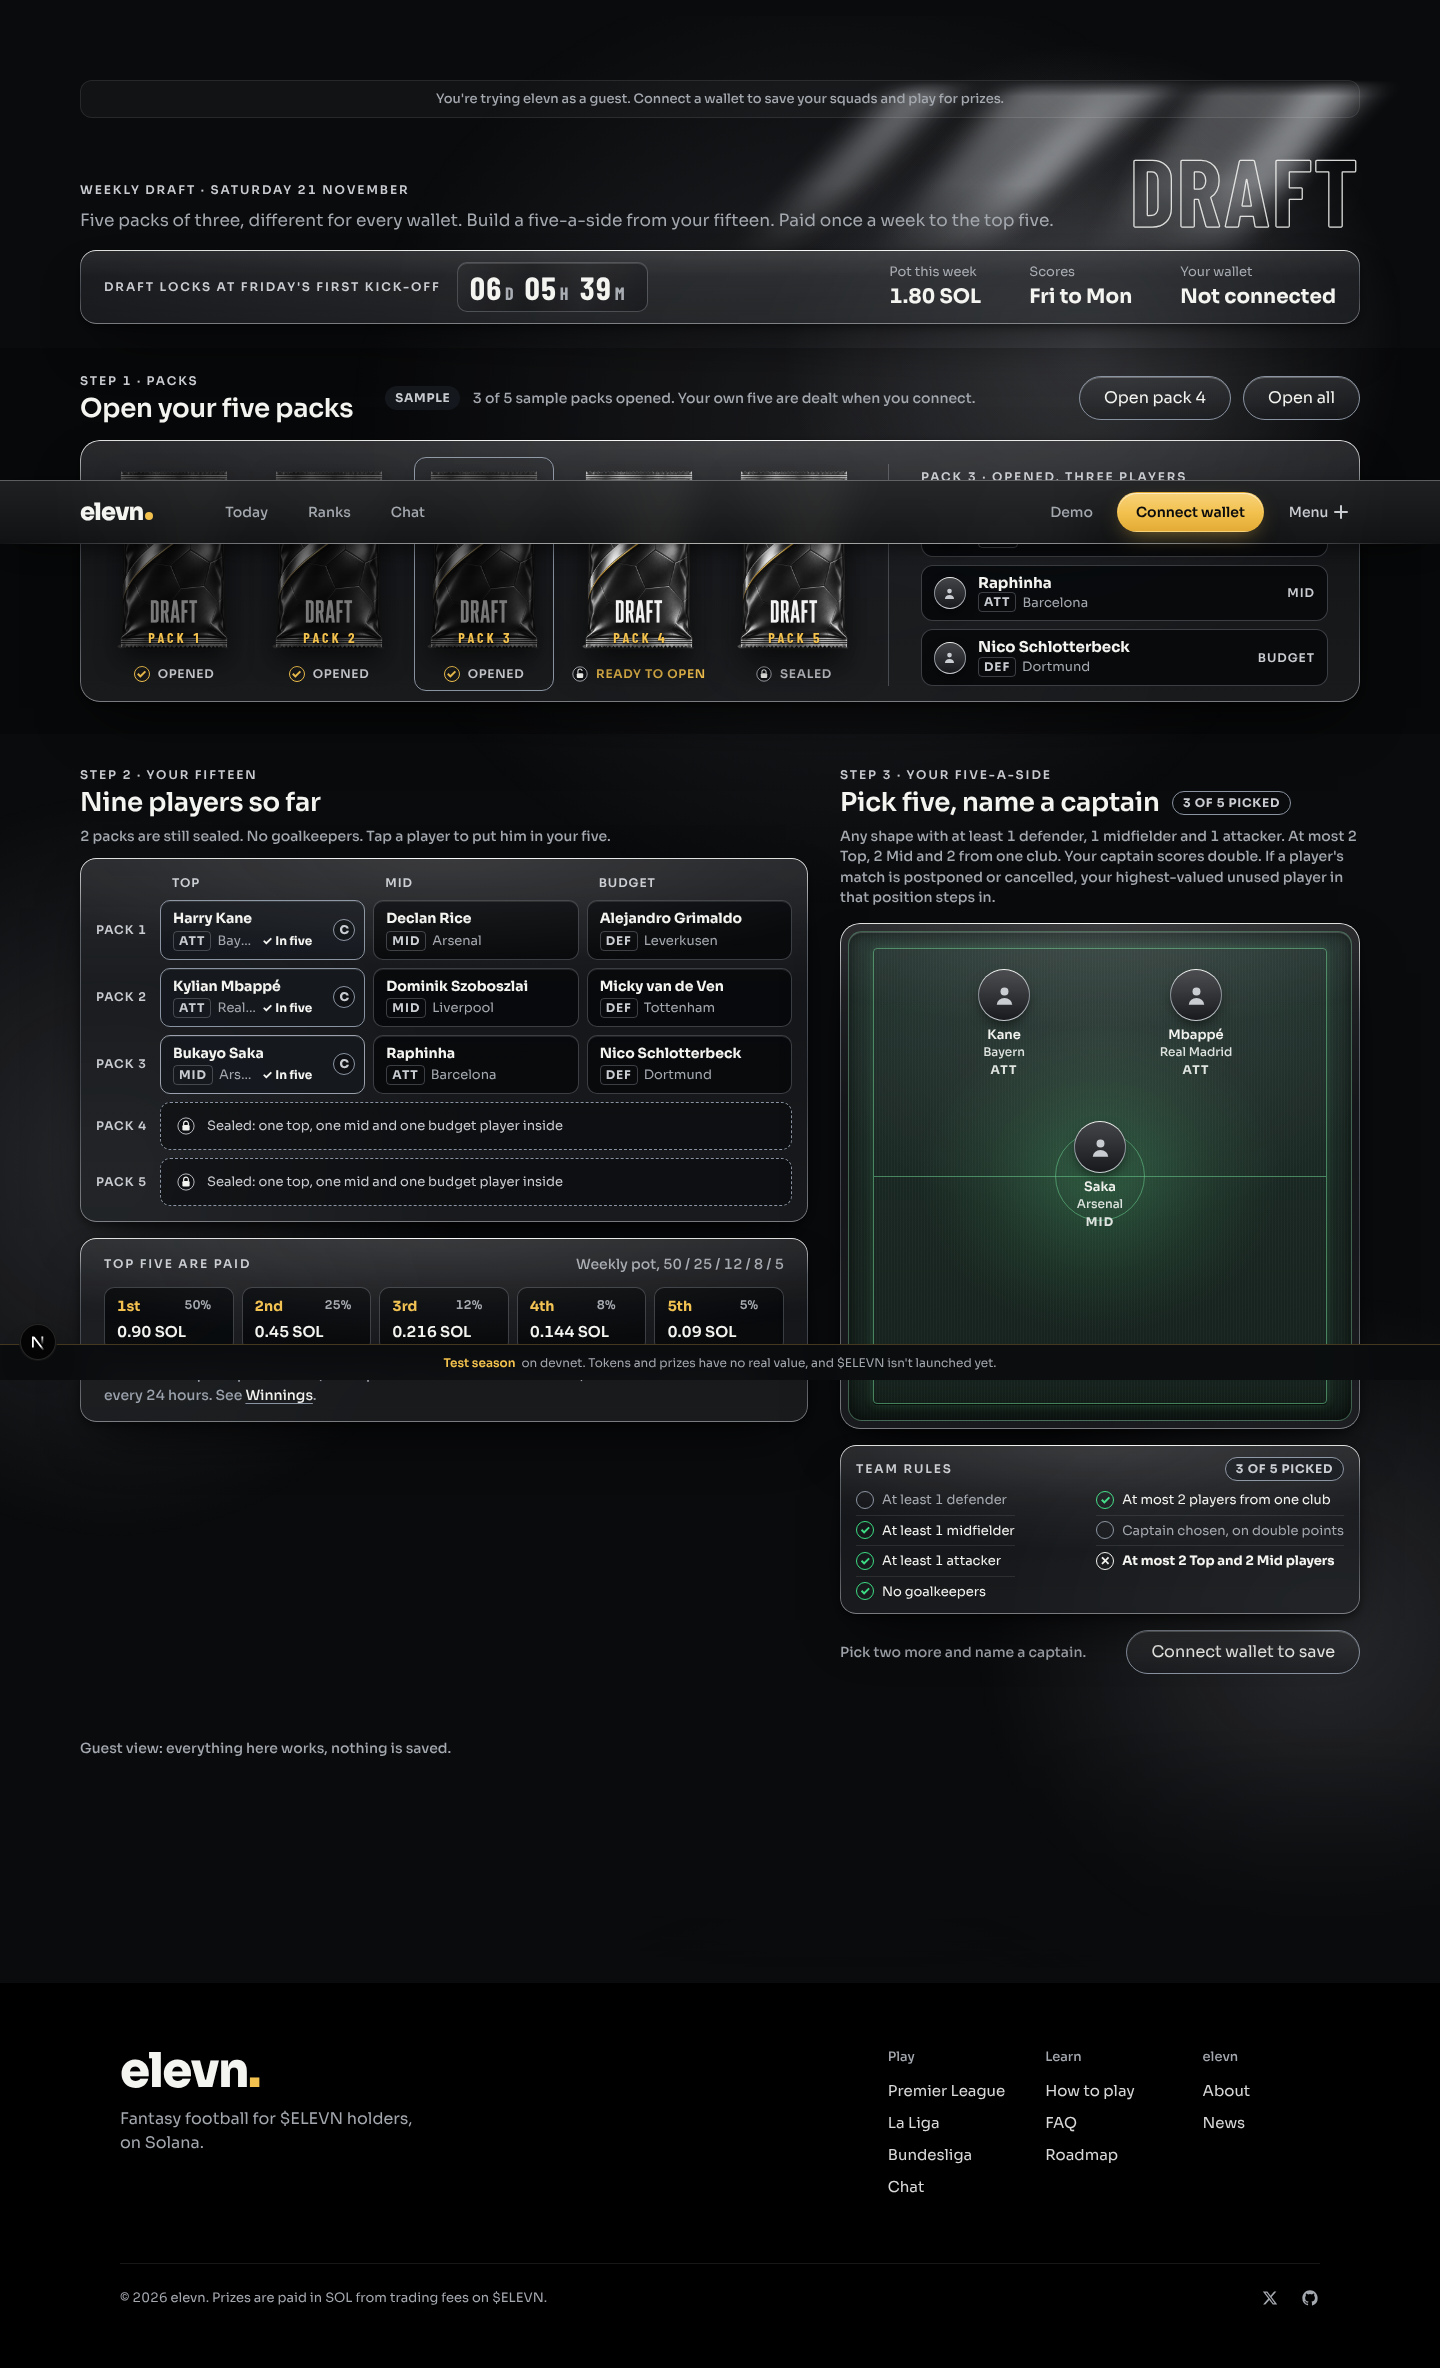 You're trying elevn as a guest. Connect a wallet to save your squads and play for prizes.
WEEKLY DRAFT · SATURDAY 21 NOVEMBER
Five packs of three, different for every wallet. Build a five-a-side from your fifteen. Paid once a week to the top five.
DRAFT
DRAFT LOCKS AT FRIDAY'S FIRST KICK-OFF
06D 05H 39M
Pot this week
1.80 SOL
Scores
Fri to Mon
Your wallet
Not connected
STEP 1 · PACKS
Open your five packs
SAMPLE
3 of 5 sample packs opened. Your own five are dealt when you connect.
Open pack 4
Open all
PACK 3 · OPENED, THREE PLAYERS
elevn.
Today
Ranks
Chat
Demo
Connect wallet
Menu
DRAFT
PACK 1
OPENED
DRAFT
PACK 2
OPENED
DRAFT
PACK 3
OPENED
DRAFT
PACK 4
READY TO OPEN
DRAFT
PACK 5
SEALED
Raphinha
ATT Barcelona
MID
Nico Schlotterbeck
DEF Dortmund
BUDGET
STEP 2 · YOUR FIFTEEN
Nine players so far
2 packs are still sealed. No goalkeepers. Tap a player to put him in your five.
TOP MID BUDGET
PACK 1
Harry Kane
ATT Bay... In five
C
Declan Rice
MID Arsenal
Alejandro Grimaldo
DEF Leverkusen
PACK 2
Kylian Mbappé
ATT Real... In five
C
Dominik Szoboszlai
MID Liverpool
Micky van de Ven
DEF Tottenham
PACK 3
Bukayo Saka
MID Ars... In five
C
Raphinha
ATT Barcelona
Nico Schlotterbeck
DEF Dortmund
PACK 4
Sealed: one top, one mid and one budget player inside
PACK 5
Sealed: one top, one mid and one budget player inside
TOP FIVE ARE PAID
Weekly pot, 50 / 25 / 12 / 8 / 5
1st 50%
0.90 SOL
2nd 25%
0.45 SOL
3rd 12%
0.216 SOL
4th 8%
0.144 SOL
5th 5%
0.09 SOL
every 24 hours. See Winnings.
STEP 3 · YOUR FIVE-A-SIDE
Pick five, name a captain
3 OF 5 PICKED
Any shape with at least 1 defender, 1 midfielder and 1 attacker. At most 2
Top, 2 Mid and 2 from one club. Your captain scores double. If a player's
match is postponed or cancelled, your highest-valued unused player in
that position steps in.
Kane
Bayern
ATT
Mbappé
Real Madrid
ATT
Saka
Arsenal
MID
N
Test season on devnet. Tokens and prizes have no real value, and $ELEVN isn't launched yet.
TEAM RULES
3 OF 5 PICKED
At least 1 defender
At least 1 midfielder
At least 1 attacker
No goalkeepers
At most 2 players from one club
Captain chosen, on double points
At most 2 Top and 2 Mid players
Pick two more and name a captain.
Connect wallet to save
Guest view: everything here works, nothing is saved.
elevn.
Fantasy football for $ELEVN holders,
on Solana.
Play
Premier League
La Liga
Bundesliga
Chat
Learn
How to play
FAQ
Roadmap
elevn
About
News
© 2026 elevn. Prizes are paid in SOL from trading fees on $ELEVN.